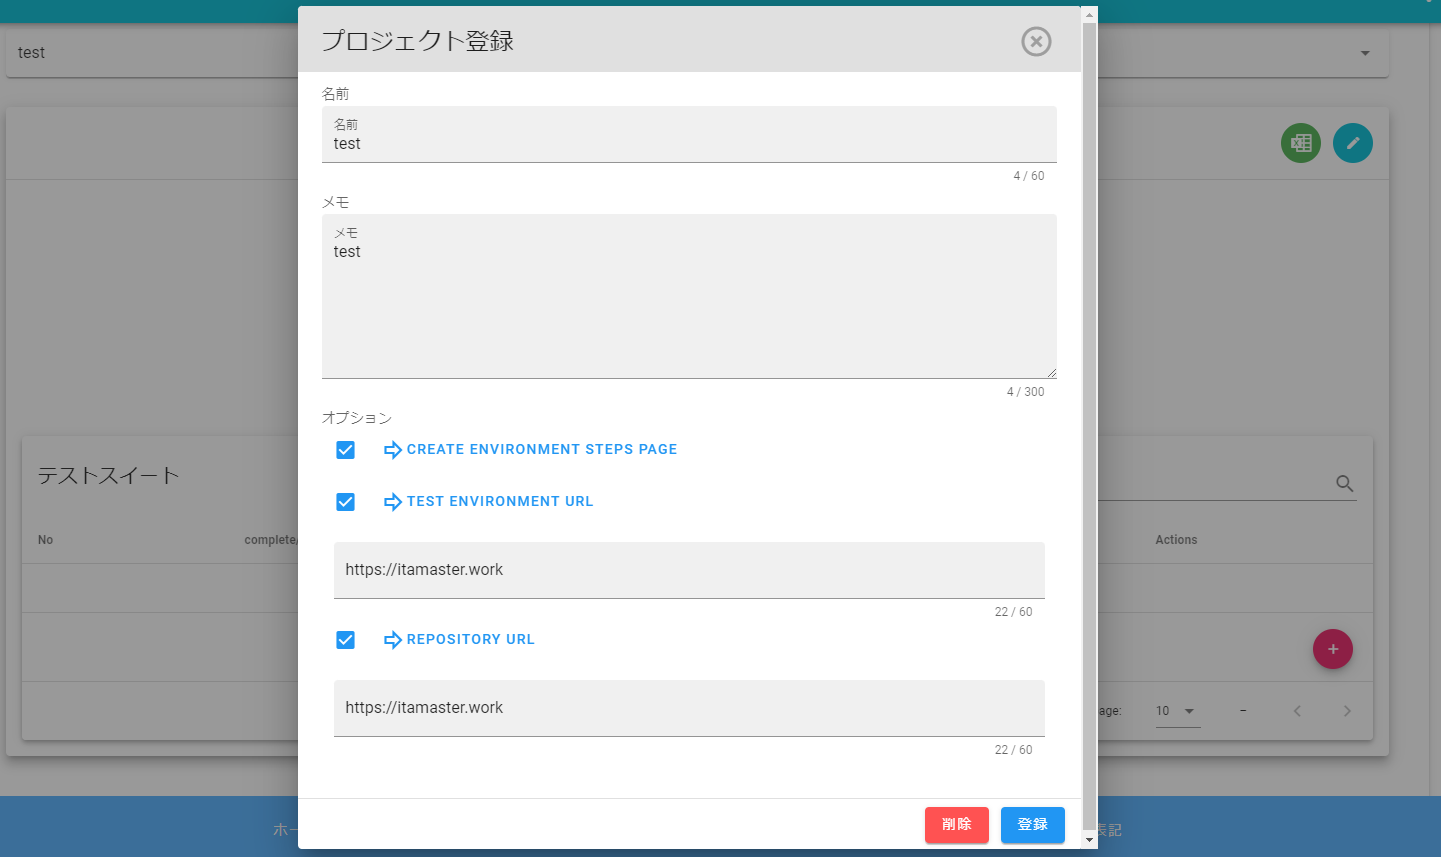 test
プロジェクト登録
名前
名前
test
4 / 60
メモ
メモ
test
4 / 300
オプション
CREATE ENVIRONMENT STEPS PAGE
TEST ENVIRONMENT URL
https://itamaster.work
22 / 60
REPOSITORY URL
https://itamaster.work
22 / 60
削除
登録
テストスイート
No
complete/
Actions
age:
10
–
ホー
表記